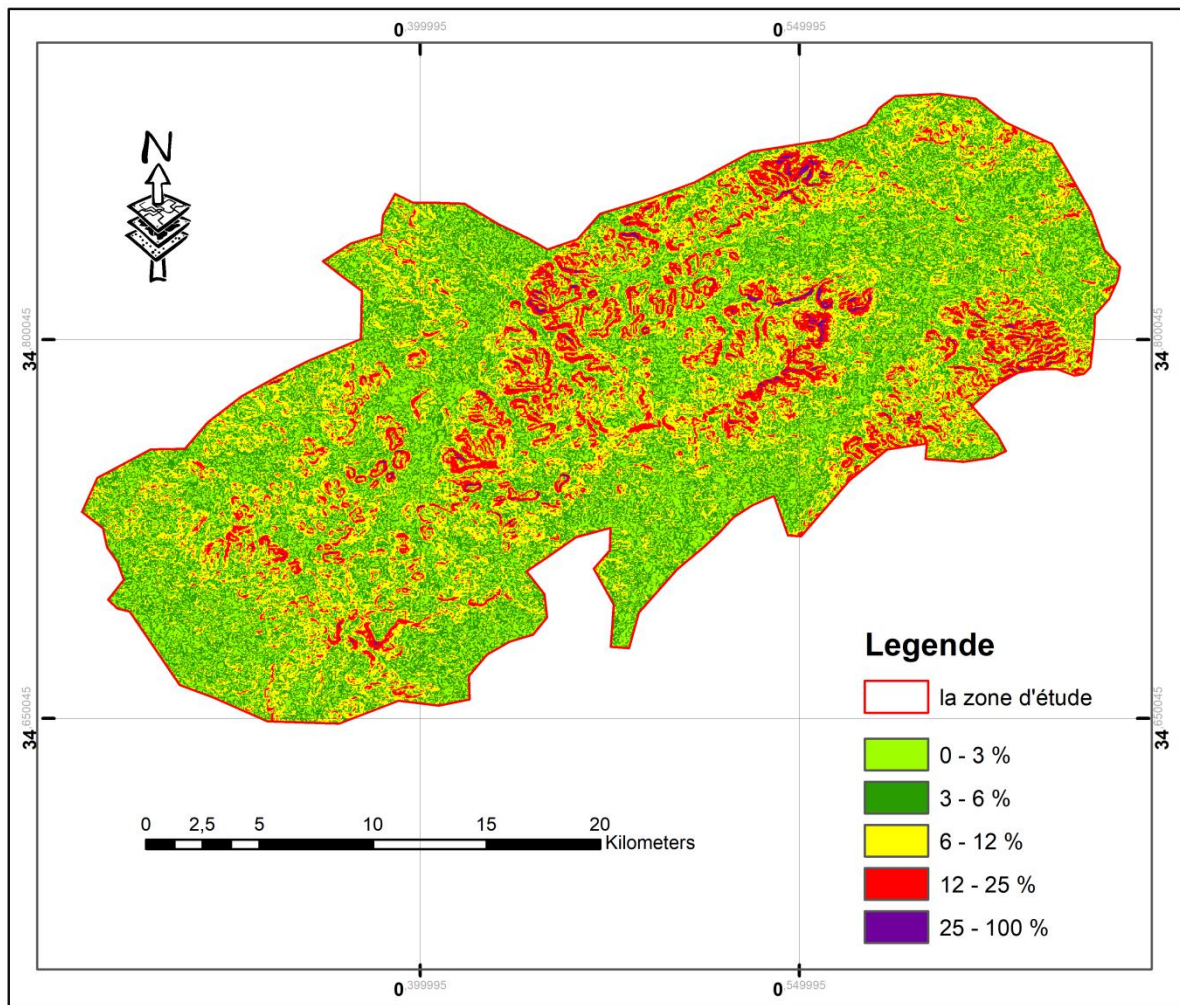 0,399995 0,549995
N
34,800045 34,800045
34,650045 34,650045
Legende
la zone d'étude
0 - 3 %
3 - 6 %
6 - 12 %
12 - 25 %
25 - 100 %
0 2,5 5 10 15 20
Kilometers
0,399995 0,549995